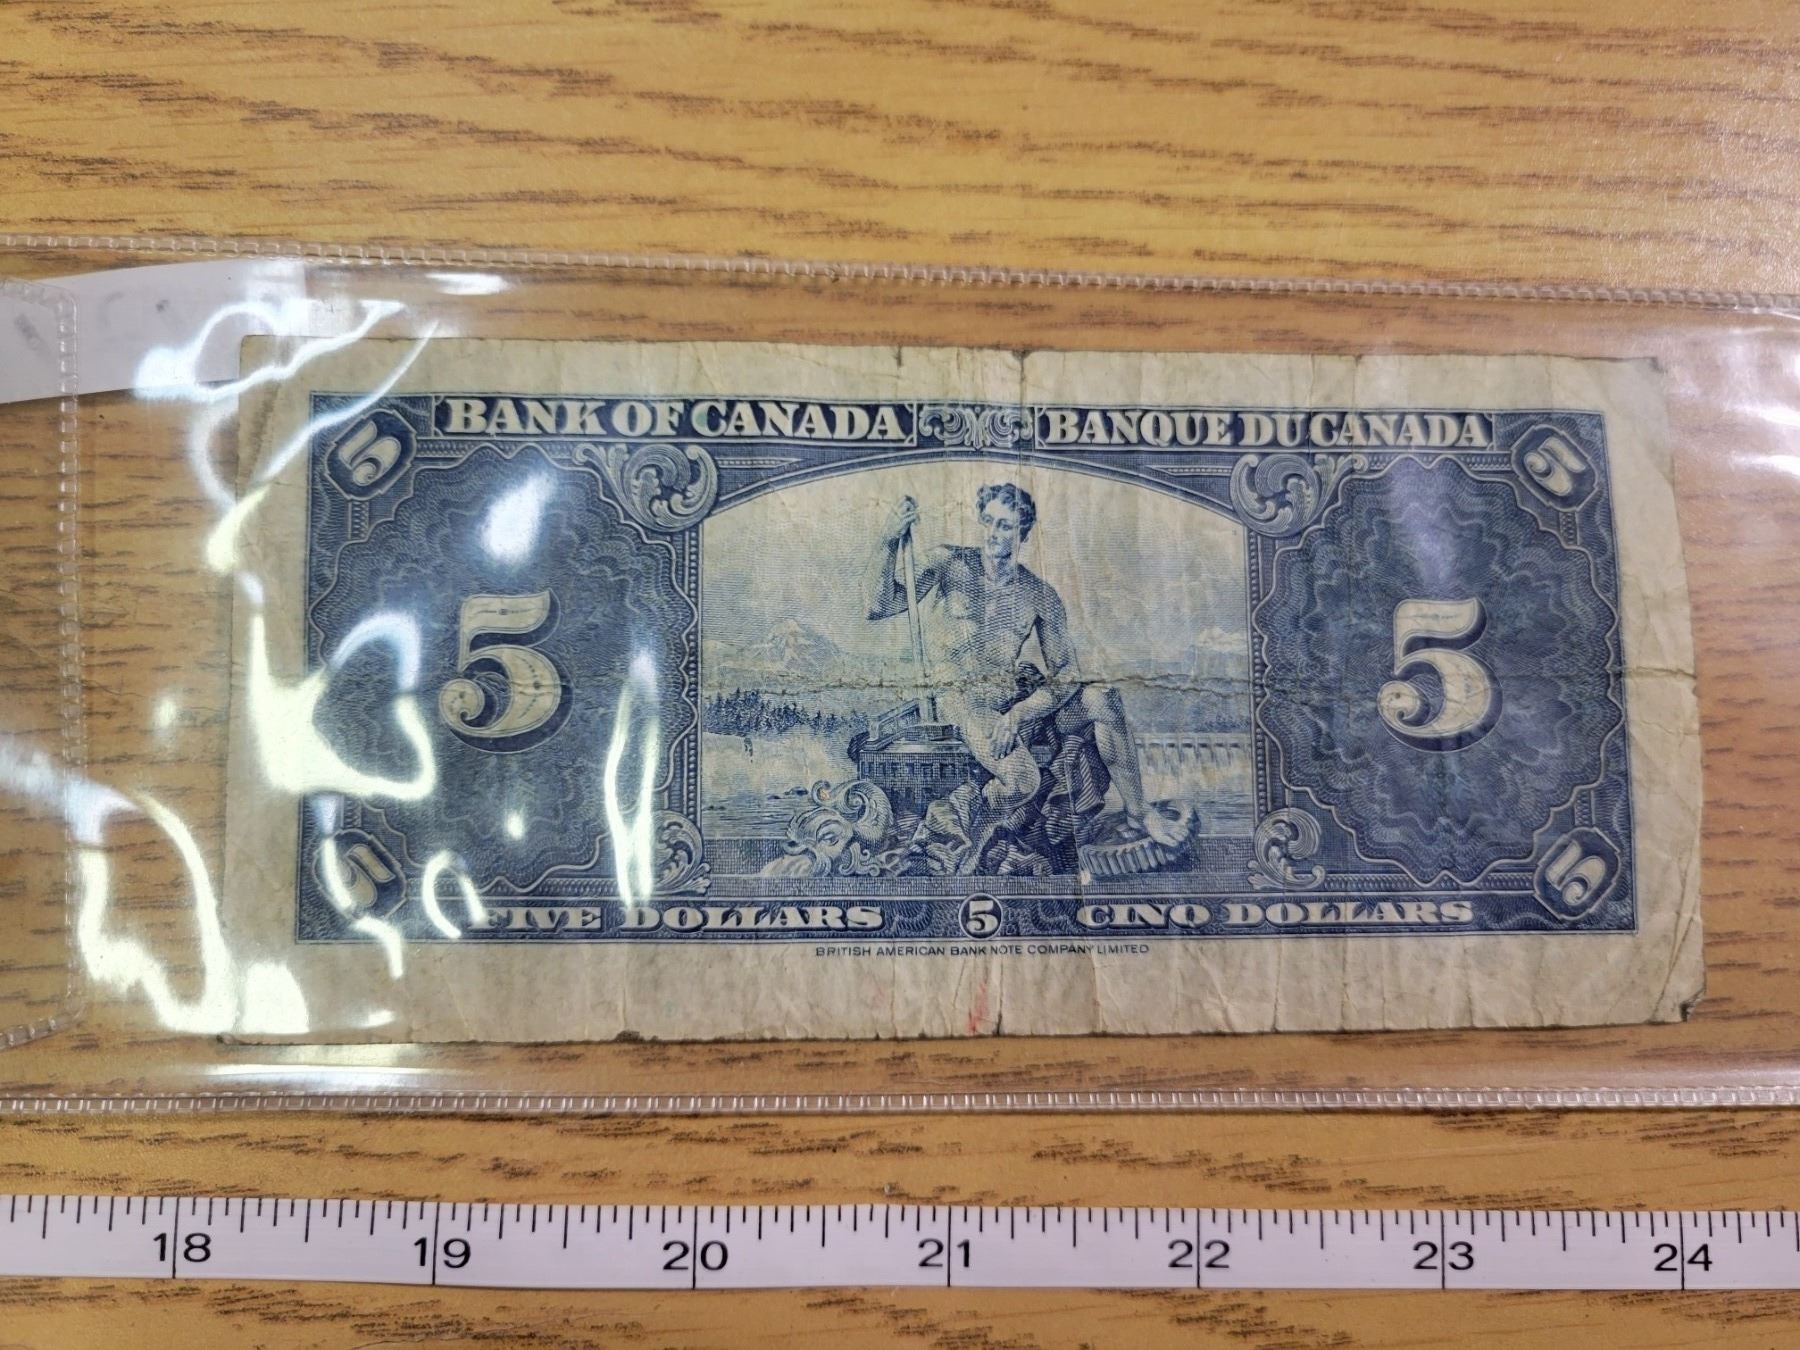 BANK OF CANADA BANQUE DU CANADA
5 5
5 5
5 5
FIVE DOLLARS 5 CINQ DOLLARS
BRITISH AMERICAN BANK NOTE COMPANY LIMITED
18 19 20 21 22 23 24